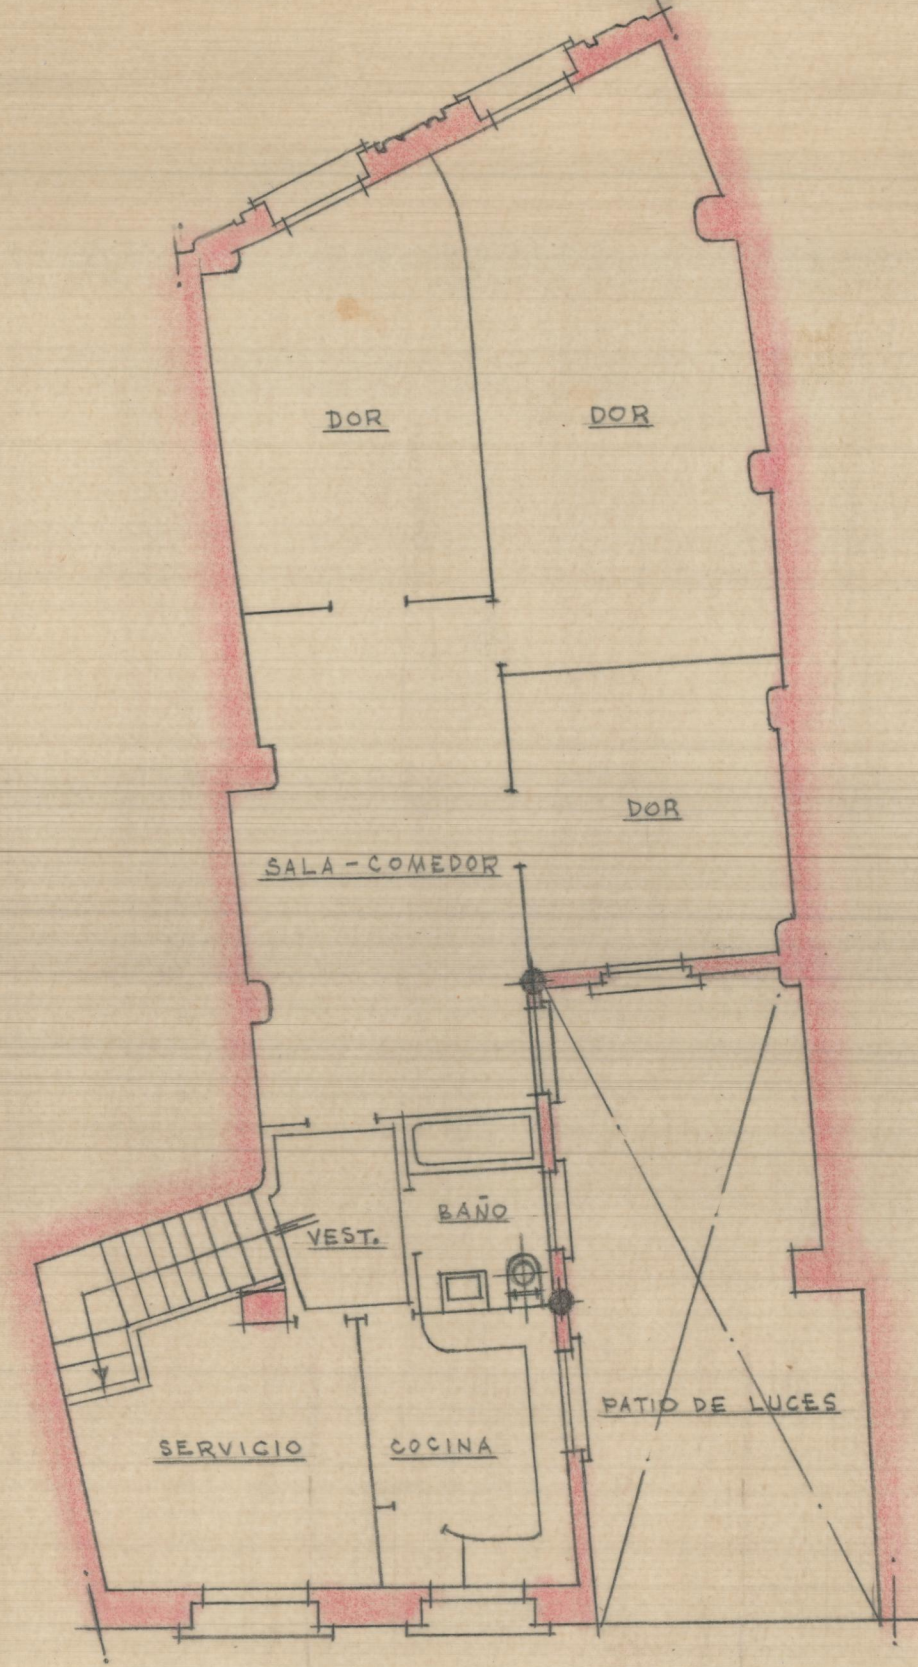 DOR
DOR
DOR
SALA-COMEDOR
BAÑO
VEST.
PATIO DE LUCES
SERVICIO
COCINA